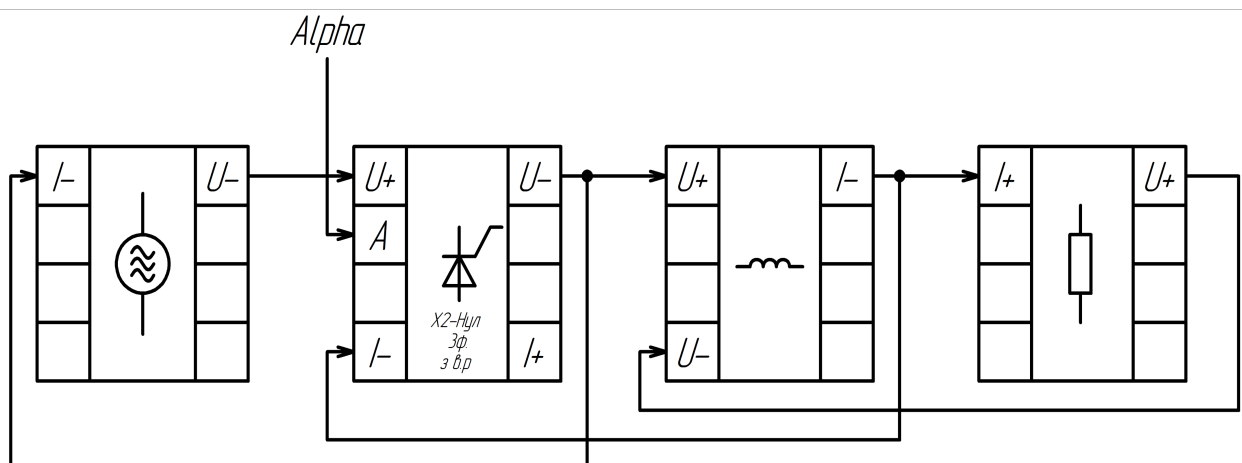 Alpha
I- U- U+ U- U+ I- I+ U+
A
X2-Нул
3ф.
з в.р
I- I+ U-